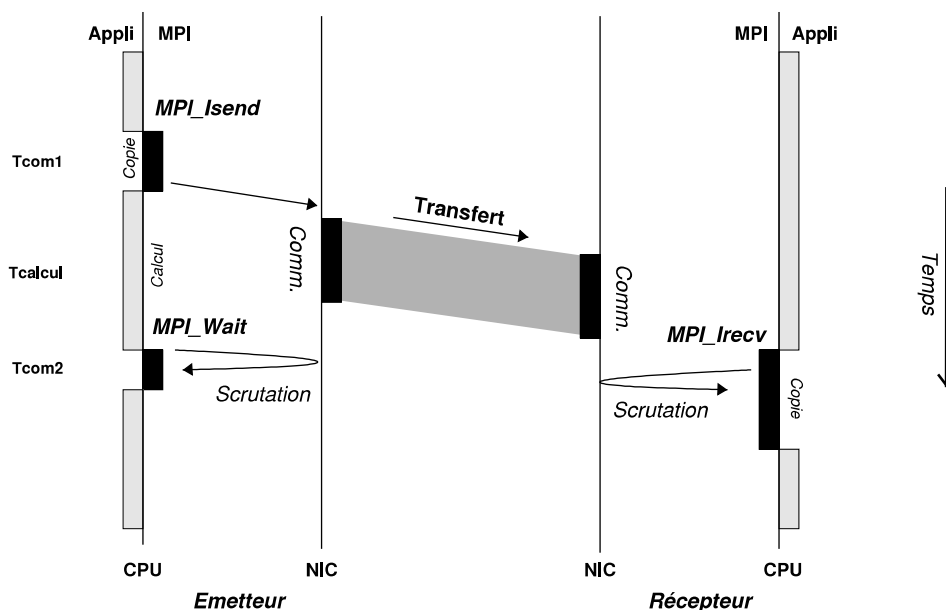 Appli MPI
MPI Appli
MPI_Isend
Copie
Tcom1
Transfert
Comm.
Calcul
Tcalcul
Comm.
Temps
MPI_Wait
MPI_Irecv
Tcom2
Scrutation
Scrutation
Copie
CPU
NIC
NIC
CPU
Emetteur
Récepteur